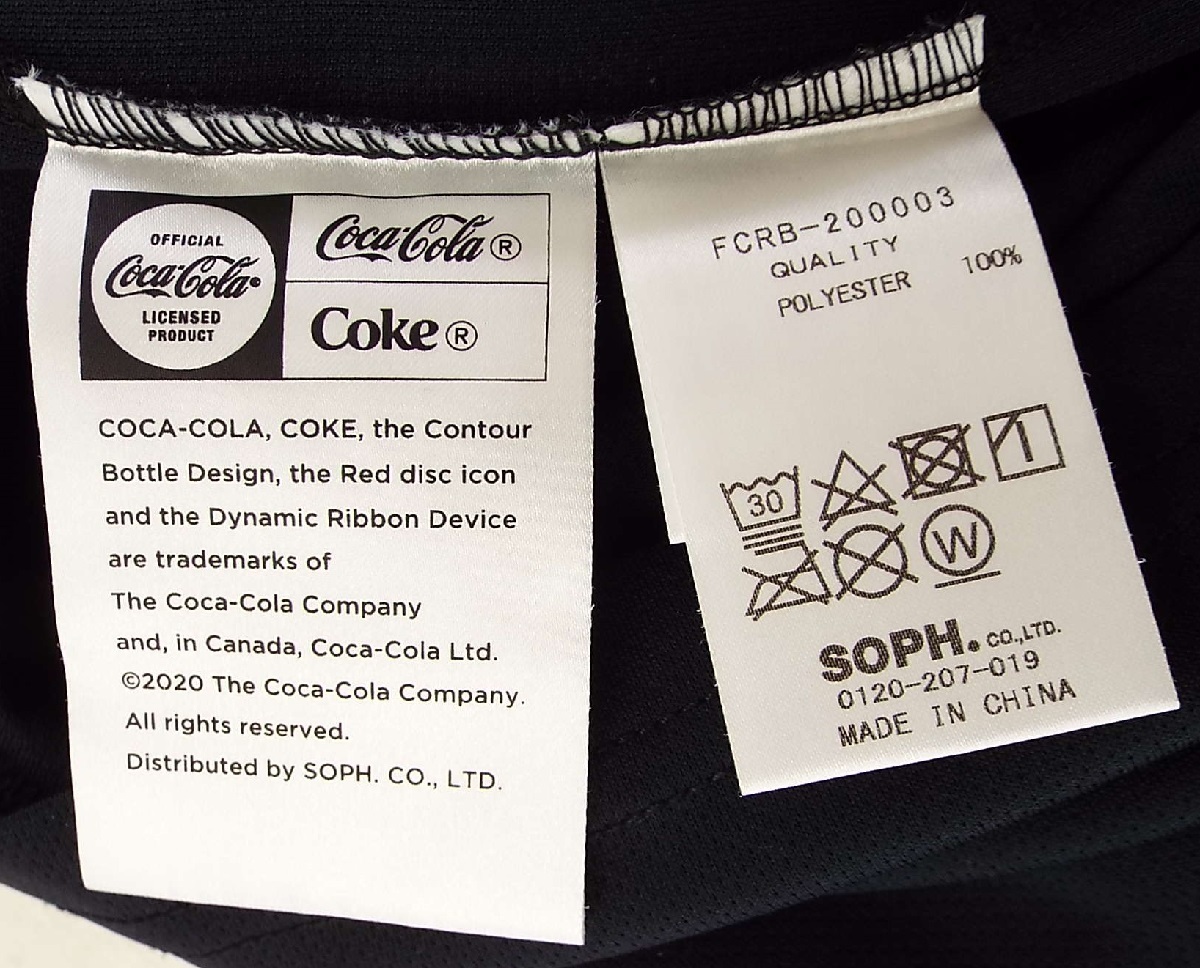 OFFICIAL
Coca-Cola
LICENSED
PRODUCT
Coca-Cola®
Coke®
COCA-COLA, COKE, the Contour
Bottle Design, the Red disc icon
and the Dynamic Ribbon Device
are trademarks of
The Coca-Cola Company
and, in Canada, Coca-Cola Ltd.
©2020 The Coca-Cola Company.
All rights reserved.
Distributed by SOPH. CO., LTD.
FCRB-200003
QUALITY
POLYESTER 100%
30
W
SOPH. CO.,LTD.
0120-207-019
MADE IN CHINA